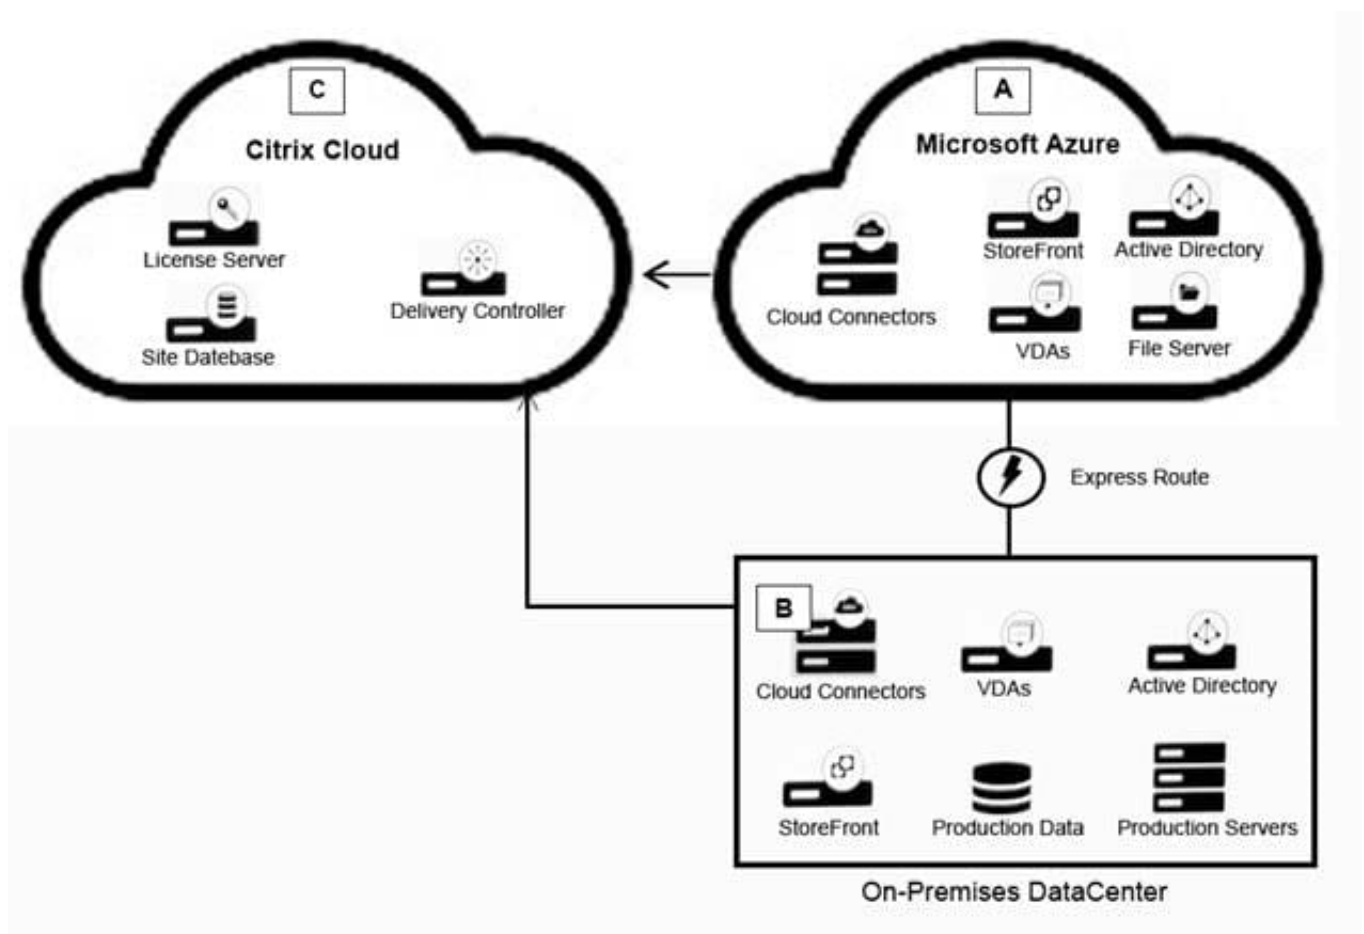 C
Citrix Cloud
License Server
Delivery Controller
Site Datebase
A
Microsoft Azure
StoreFront
Active Directory
Cloud Connectors
VDAs
File Server
Express Route
B
Cloud Connectors
VDAs
Active Directory
StoreFront
Production Data
Production Servers
On-Premises DataCenter